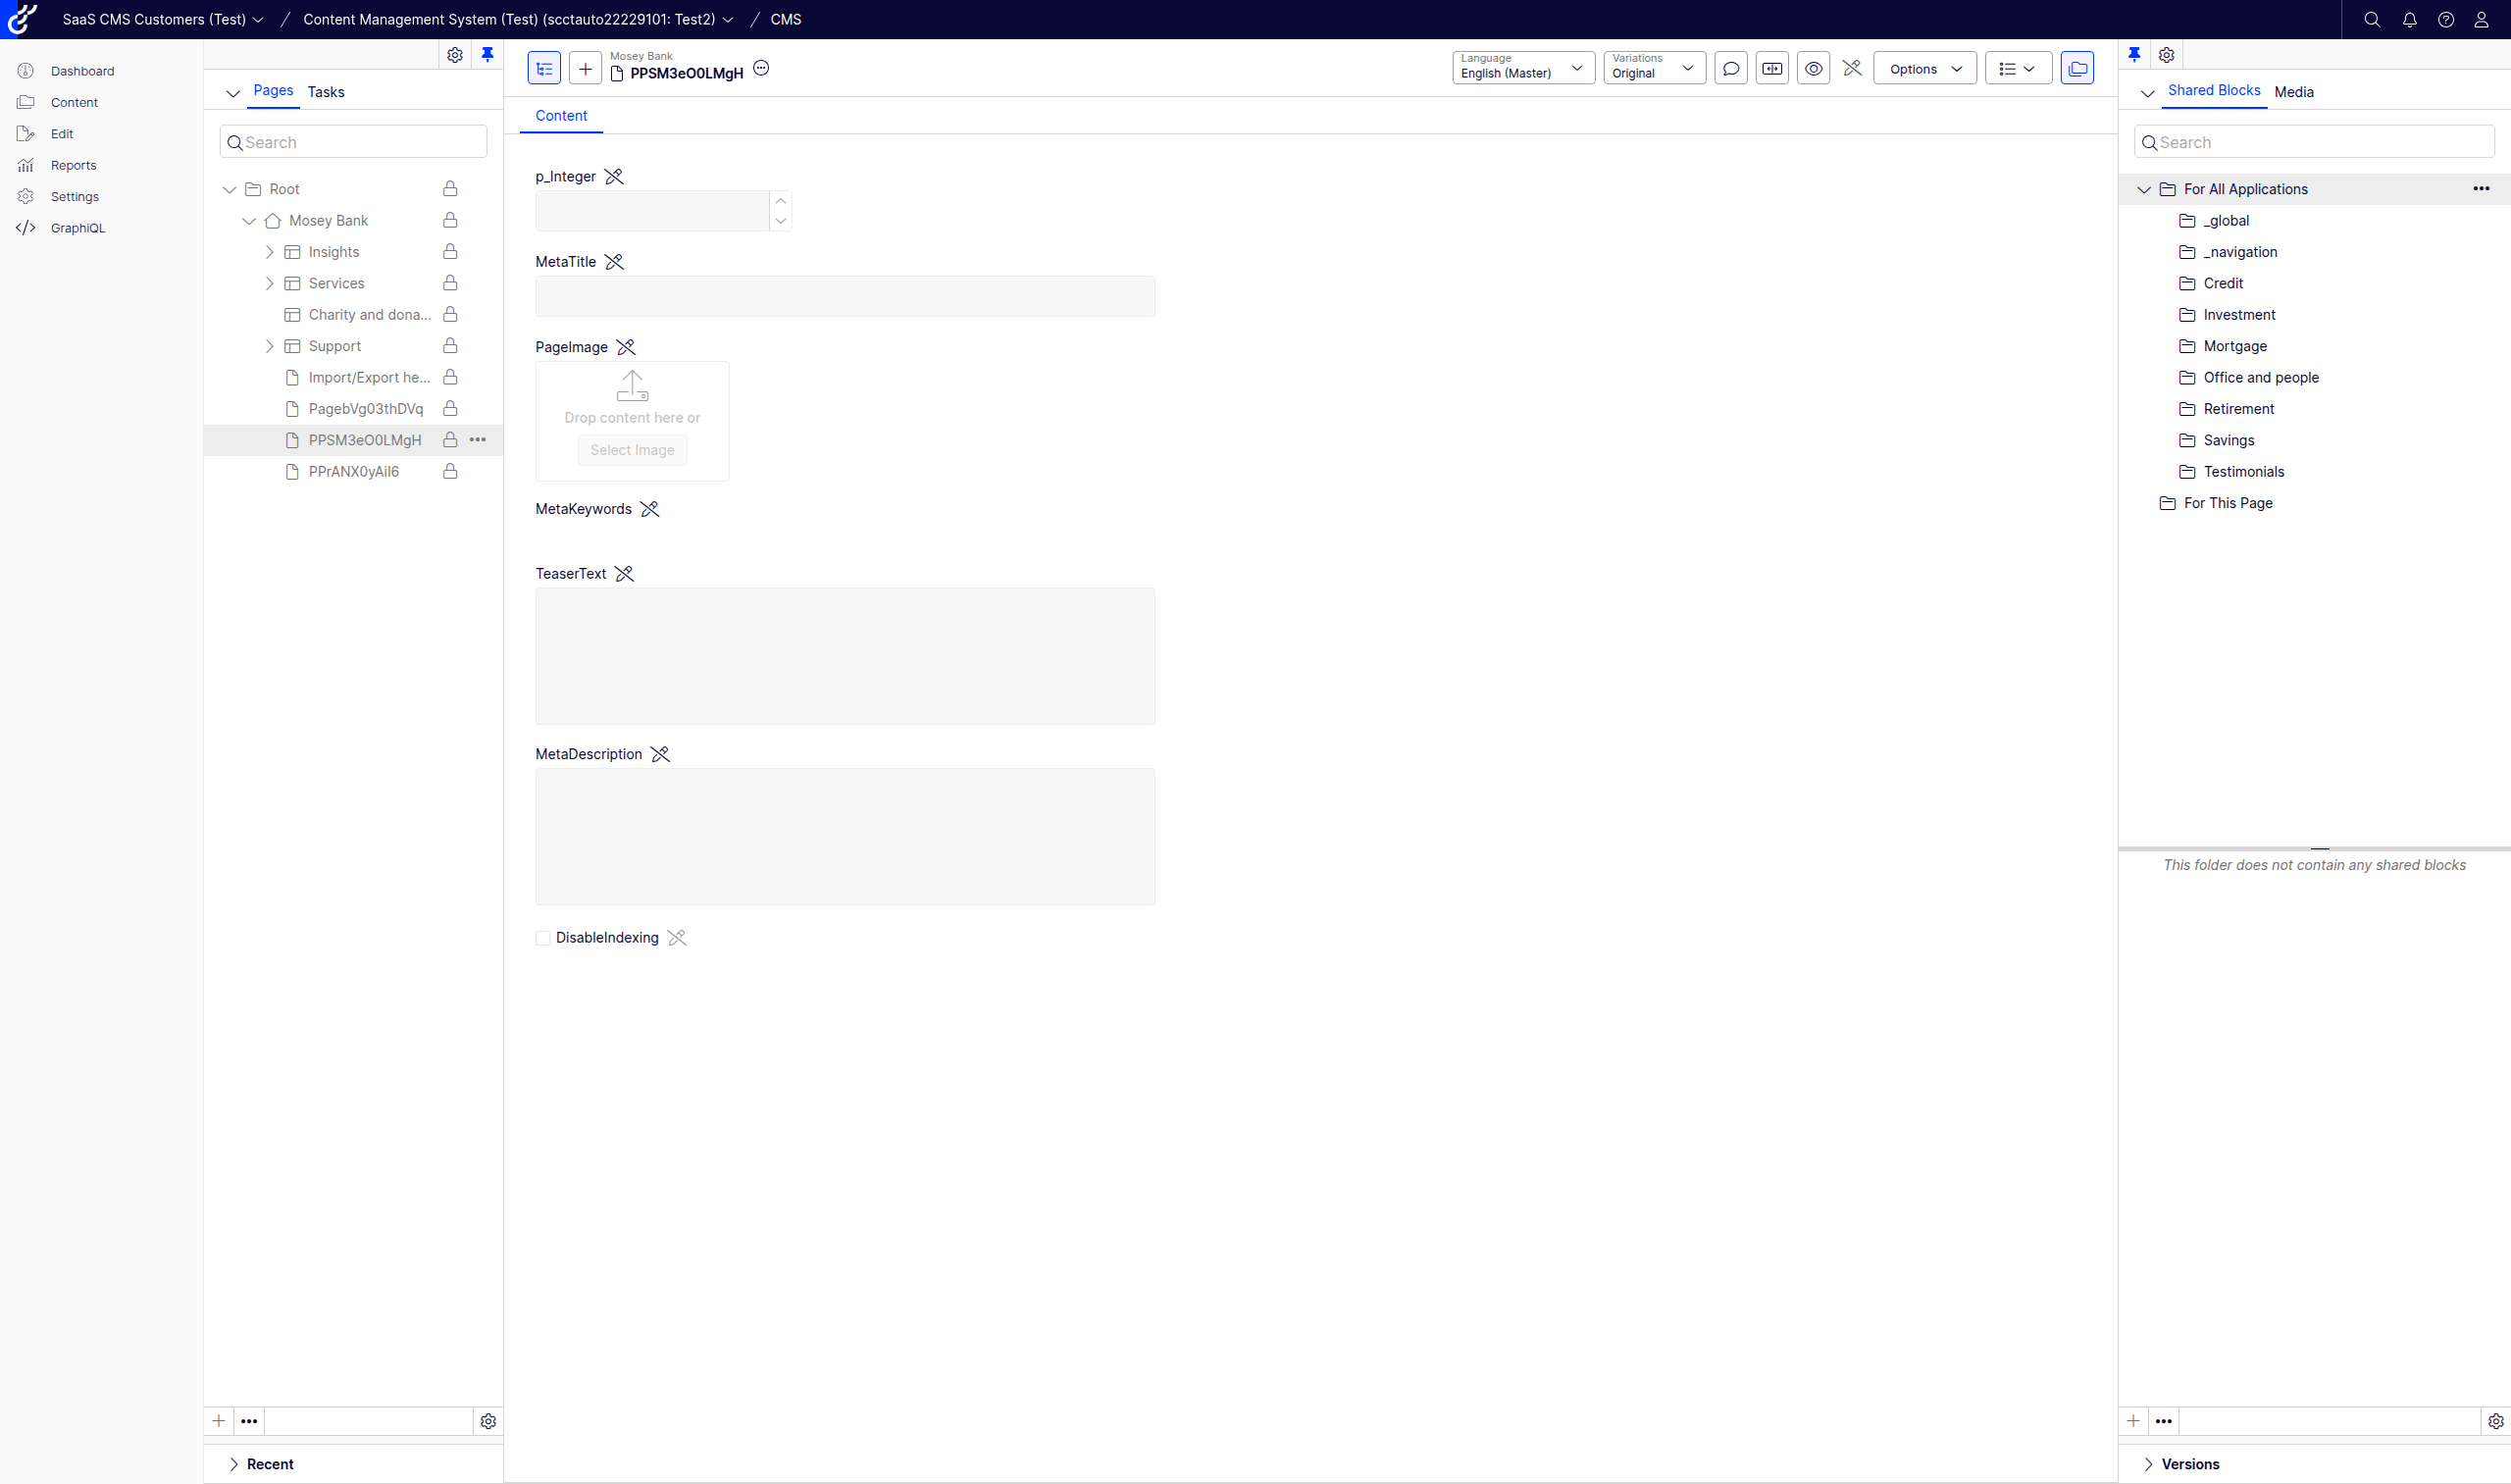 SaaS CMS Customers (Test) / Content Management System (Test) (scctauto22229101: Test2) / CMS
Dashboard
Content
Edit
Reports
Settings
GraphiQL
Pages Tasks
Search
Root
Mosey Bank
Insights
Services
Charity and dona...
Support
Import/Export he...
PagebVg03thDVq
PPSM3eO0LMgH
PPrANX0yAiI6
Recent
Mosey Bank
PPSM3eO0LMgH
Language
English (Master)
Variations
Original
Options
Content
p_Integer
MetaTitle
PageImage
Drop content here or
Select Image
MetaKeywords
TeaserText
MetaDescription
DisableIndexing
Shared Blocks Media
Search
For All Applications
_global
_navigation
Credit
Investment
Mortgage
Office and people
Retirement
Savings
Testimonials
For This Page
This folder does not contain any shared blocks
Versions